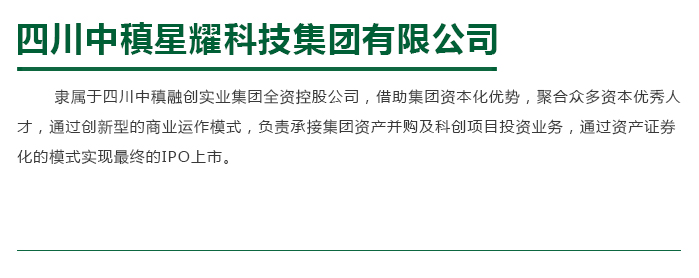 四川中稹星耀科技集团有限公司
隶属于四川中稹融创实业集团全资控股公司，借助集团资本化优势，聚合众多资本优秀人
才，通过创新型的商业运作模式，负责承接集团资产并购及科创项目投资业务，通过资产证券
化的模式实现最终的IPO上市。